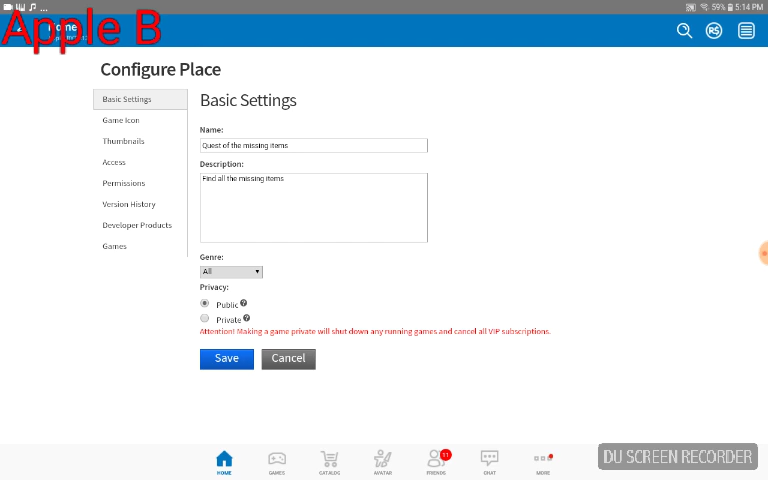 59% 5:14 PM
Apple B
Home
R$
Configure Place
Basic Settings
Game Icon
Thumbnails
Access
Permissions
Version History
Developer Products
Games
Basic Settings
Name:
Quest of the missing items
Description:
Find all the missing items
Genre:
All
Privacy:
Public
Private
Attention! Making a game private will shut down any running games and cancel all VIP subscriptions.
Save Cancel
HOME GAMES CATALOG AVATAR FRIENDS 11 CHAT MORE
DU SCREEN RECORDER